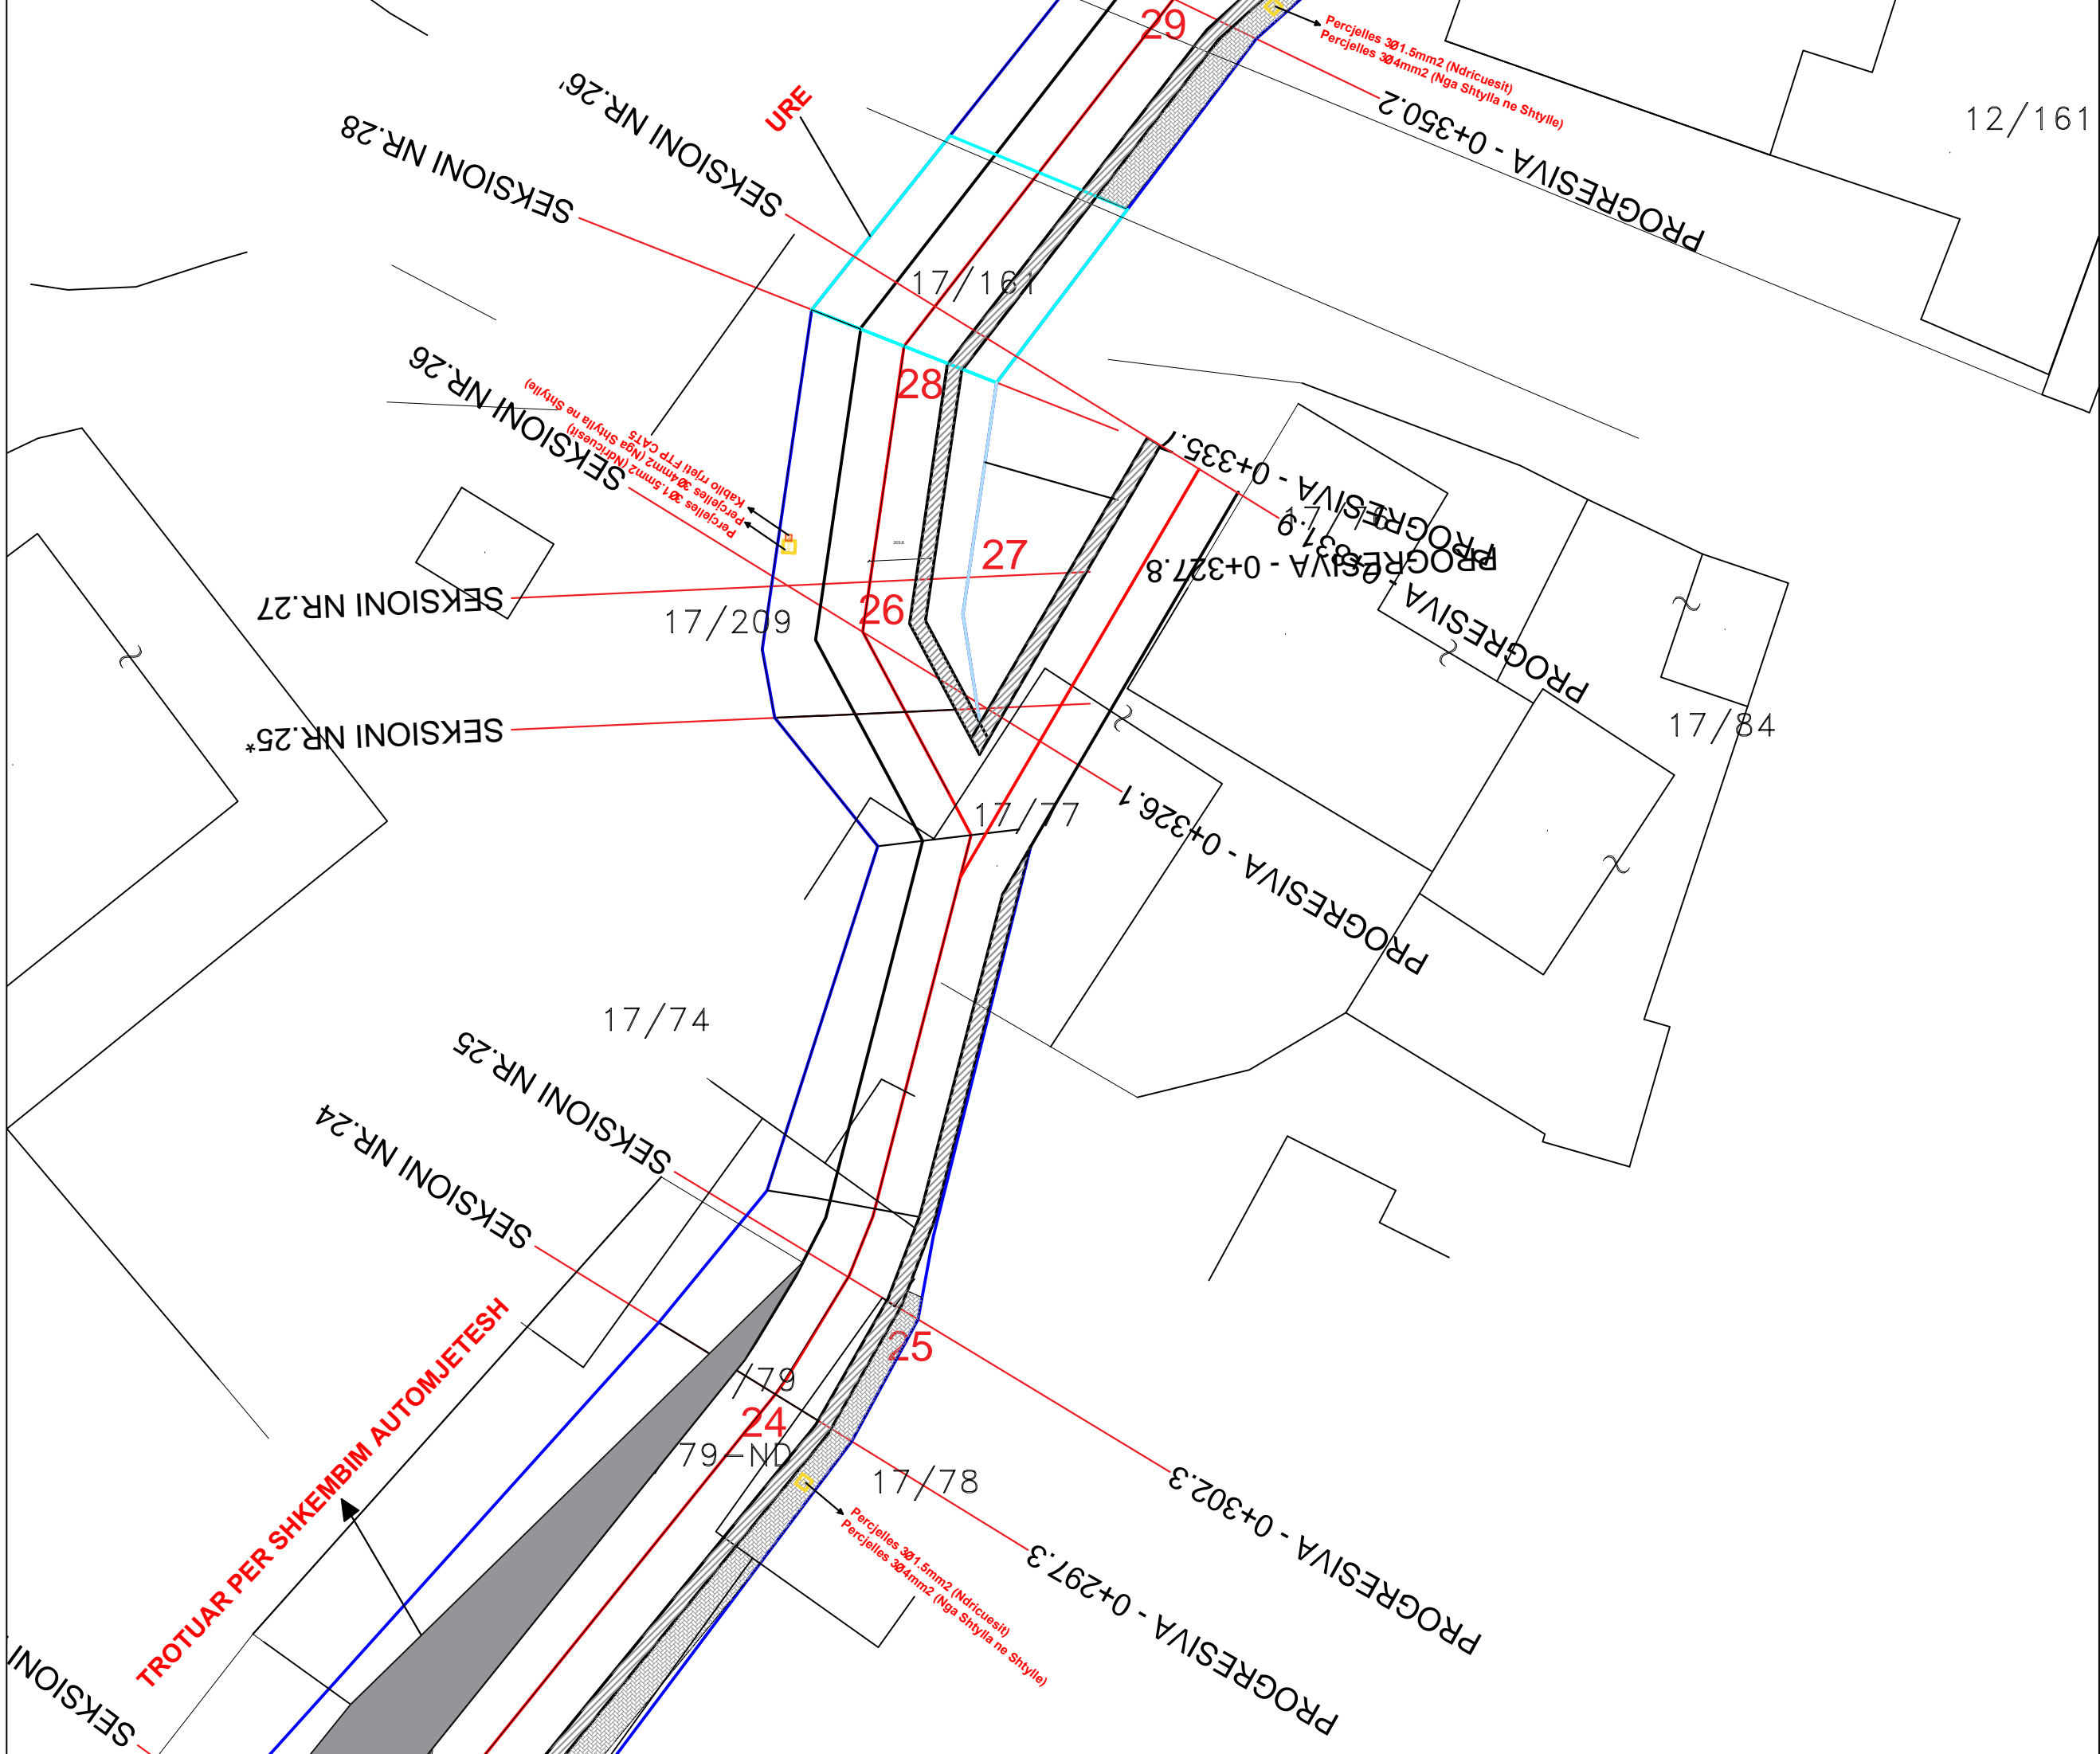 29
Percjelles 3Ø1.5mm2 (Ndricuesit)
Percjelles 3Ø4mm2 (Nga Shtylla ne Shtylle)
PROGRESIVA - 0+350.2
12/161
SEKSIONI NR.26'
URE
SEKSIONI NR.28
17/161
SEKSIONI NR.26
Percjelles 3Ø1.5mm2 (Ndricuesit)
Percjelles 3Ø4mm2 (Nga Shtylla ne Shtylle)
Kabllo rrjeti FTP CAT5
28
PROGRESIVA - 0+335.7
PROGRESIVA - 0+331.9
PROGRESIVA - 0+327.8
27
26
SEKSIONI NR.27
17/209
SEKSIONI NR.25*
17/84
17/77
PROGRESIVA - 0+326.1
17/74
SEKSIONI NR.25
SEKSIONI NR.24
25
/79
24
79-ND
17/78
TROTUAR PER SHKEMBIM AUTOMJETESH
PROGRESIVA - 0+302.3
Percjelles 3Ø1.5mm2 (Ndricuesit)
Percjelles 3Ø4mm2 (Nga Shtylla ne Shtylle)
PROGRESIVA - 0+297.3
SEKSIONI